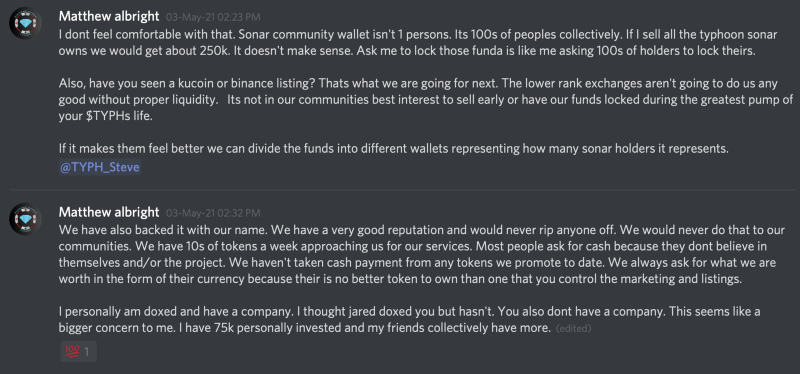 Matthew albright 03-May-21 02:23 PM
I dont feel comfortable with that. Sonar community wallet isn't 1 persons. Its 100s of peoples collectively. If I sell all the typhoon sonar
owns we would get about 250k. It doesn't make sense. Ask me to lock those funda is like me asking 100s of holders to lock theirs.
Also, have you seen a kucoin or binance listing? Thats what we are going for next. The lower rank exchanges aren't going to do us any
good without proper liquidity. Its not in our communities best interest to sell early or have our funds locked during the greatest pump of
your $TYPHs life.
If it makes them feel better we can divide the funds into different wallets representing how many sonar holders it represents.
@TYPH_Steve
Matthew albright 03-May-21 02:32 PM
We have also backed it with our name. We have a very good reputation and would never rip anyone off. We would never do that to our
communities. We have 10s of tokens a week approaching us for our services. Most people ask for cash because they dont believe in
themselves and/or the project. We haven't taken cash payment from any tokens we promote to date. We always ask for what we are
worth in the form of their currency because their is no better token to own than one that you control the marketing and listings.
I personally am doxed and have a company. I thought jared doxed you but hasn't. You also dont have a company. This seems like a
bigger concern to me. I have 75k personally invested and my friends collectively have more. (edited)
100 1